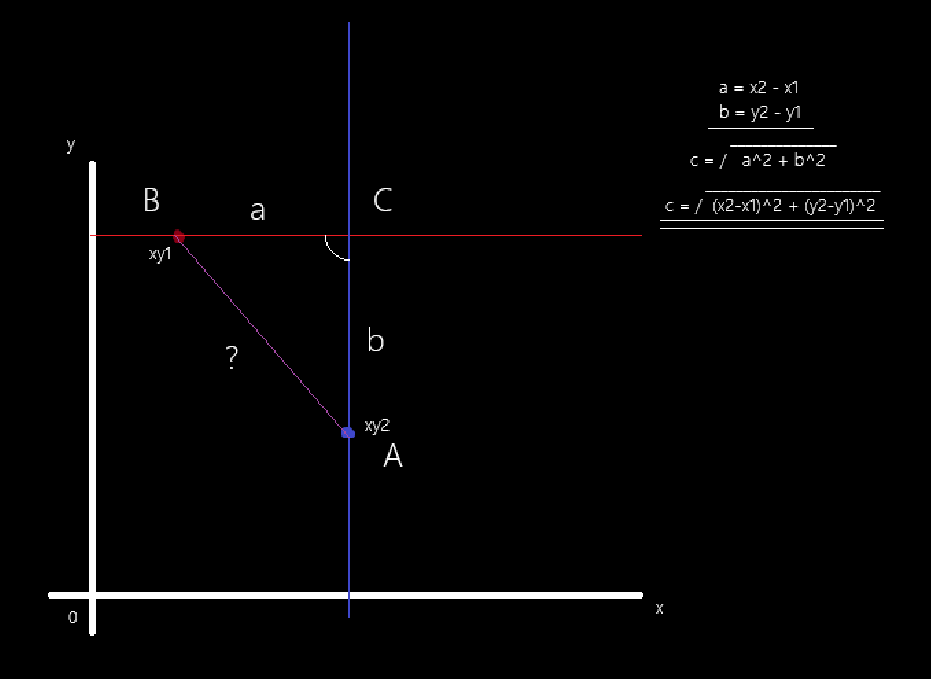 a = x2 - x1
b = y2 - y1
y
c = / a^2 + b^2
B
a
C
c = / (x2-x1)^2 + (y2-y1)^2
xy1
b
?
xy2
A
0
x